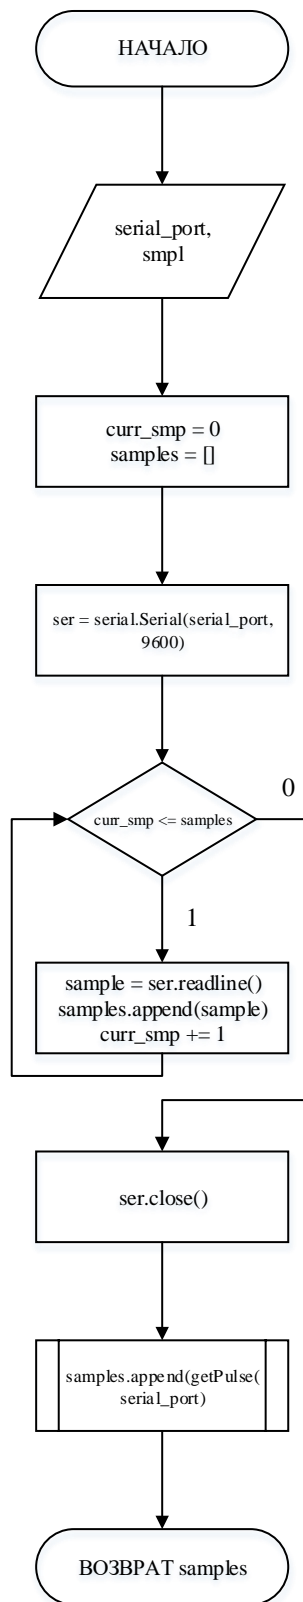 НАЧАЛО
serial_port,
smpl
curr_smp = 0
samples = []
ser = serial.Serial(serial_port,
9600)
0
curr_smp <= samples
1
sample = ser.readline()
samples.append(sample)
curr_smp += 1
ser.close()
samples.append(getPulse(
serial_port)
ВОЗВРАТ samples